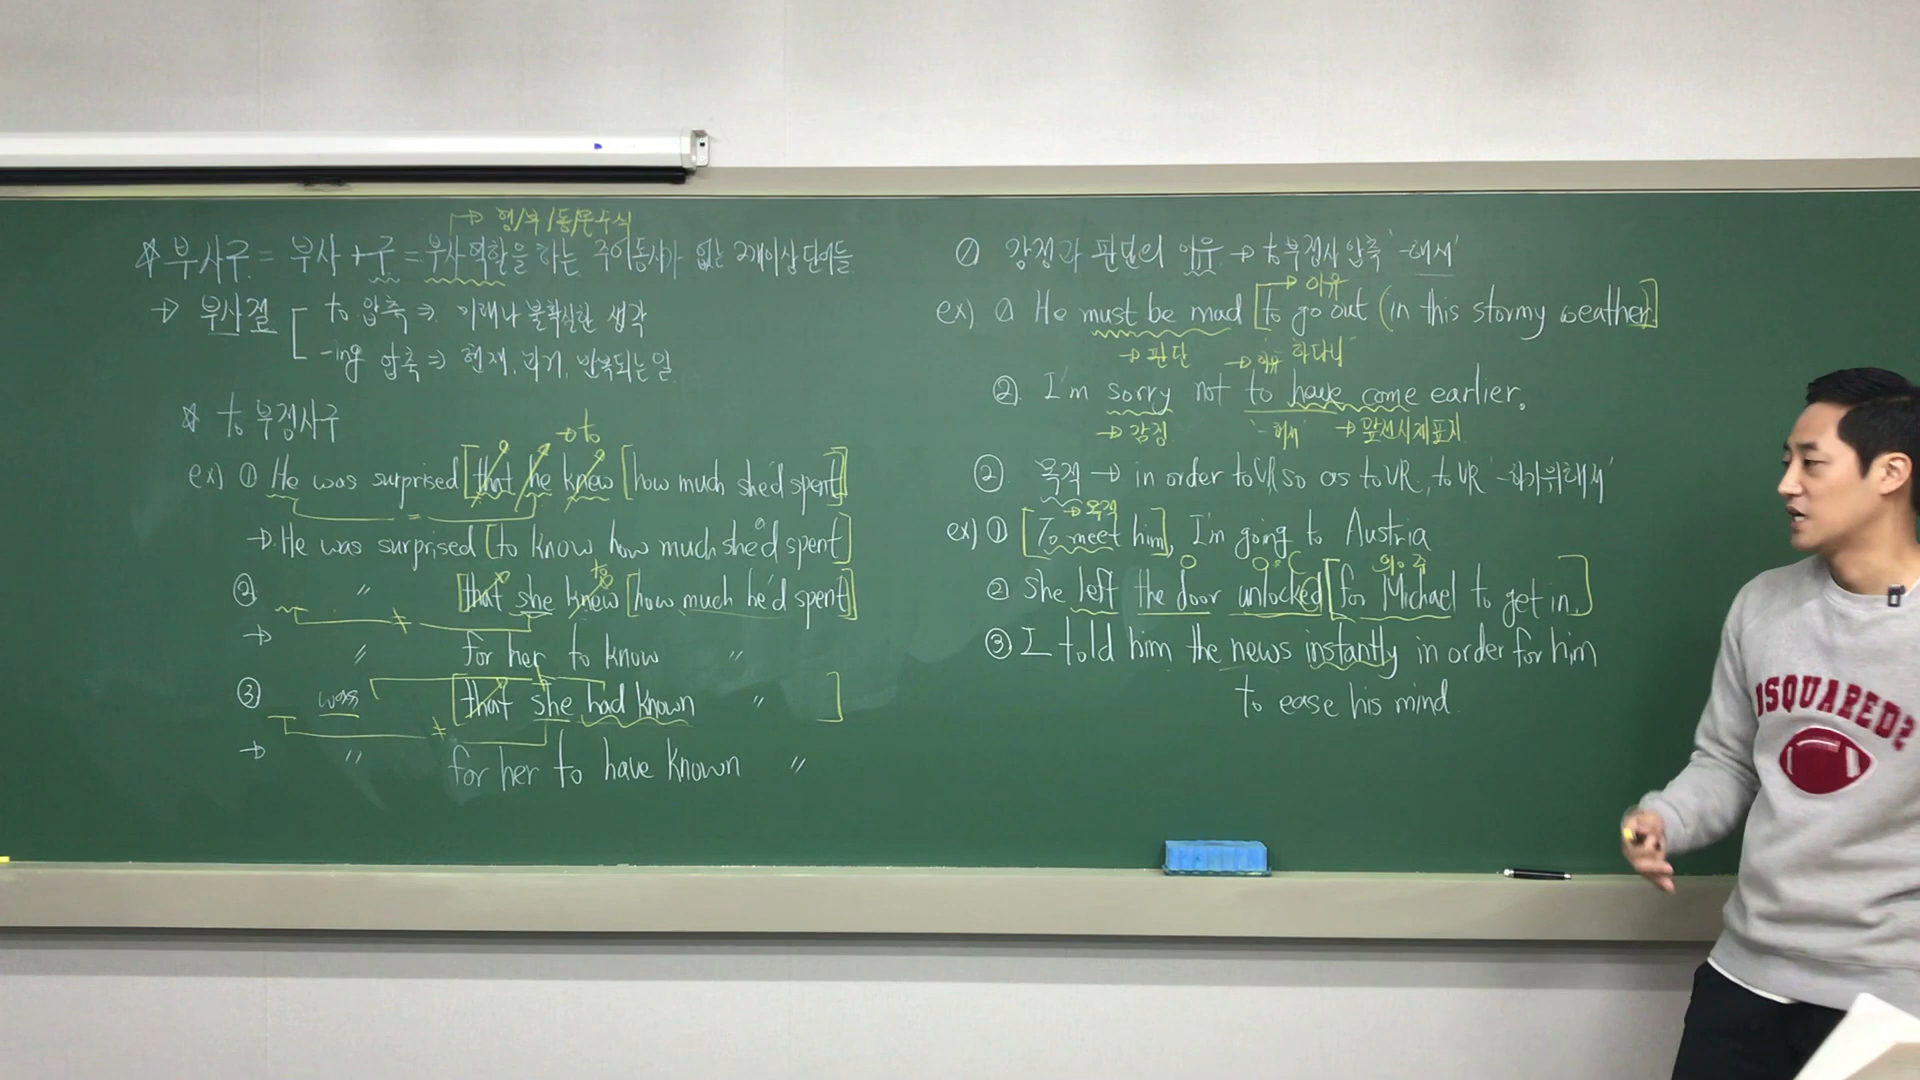 → 형/부/동/문수식
☆ 부사구 = 부사+구 = 부사역할을 하는 주어동사가 없는 2개이상 단어들
→ 부사절 [ to 압축 ⇒ 미래나 불확실한 생각
-ing 압축 ⇒ 현재, 과거, 반복되는 일
☆ to 부정사구
→ to
ex) ① He was surprised [that he knew [how much she'd spent]
=
→ He was surprised [to know how much she'd spent]
to
② 〃 [that she knew [how much he'd spent]]
≠
→ 〃 for her to know 〃
③ was [that she had known 〃 ]
≠
→ 〃 for her to have known 〃
① 감정과 판단의 이유 → to부정사 압축 '-해서'
→ 이유
ex) ① He must be mad [to go out (in this stormy weather]
→ 판단 → 이유 하다니
② I'm sorry not to have come earlier.
→ 감정 '-해서' → 앞선시제표시
② 목적 → in order to VR so as to VR, to VR '-하기위해서'
→ 목적
ex) ① [To meet him], I'm going to Austria
O O.C 의.주
② She left the door unlocked [for Michael to get in.]
③ I told him the news instantly in order for him
to ease his mind.
DSQUARED2